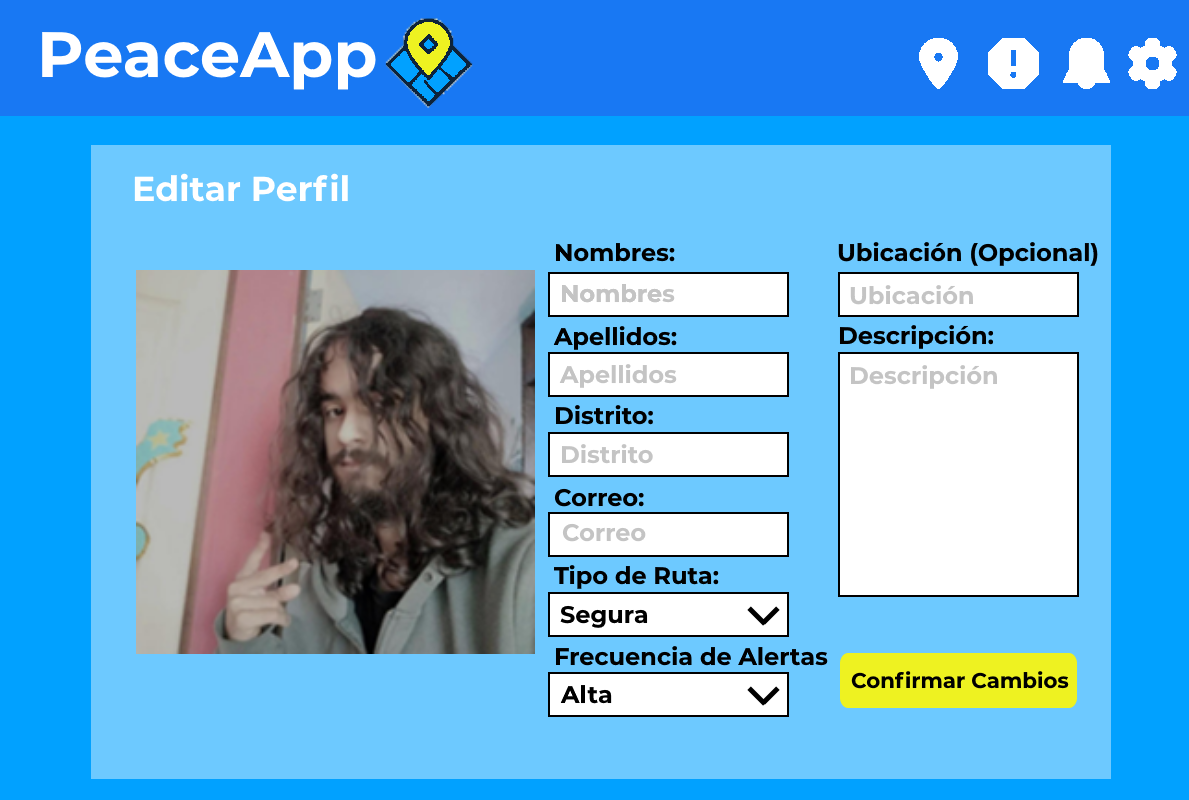 PeaceApp
Editar Perfil
Nombres:
Nombres
Apellidos:
Apellidos
Distrito:
Distrito
Correo:
Correo
Tipo de Ruta:
Segura
Frecuencia de Alertas
Alta
Ubicación (Opcional)
Ubicación
Descripción:
Descripción
Confirmar Cambios